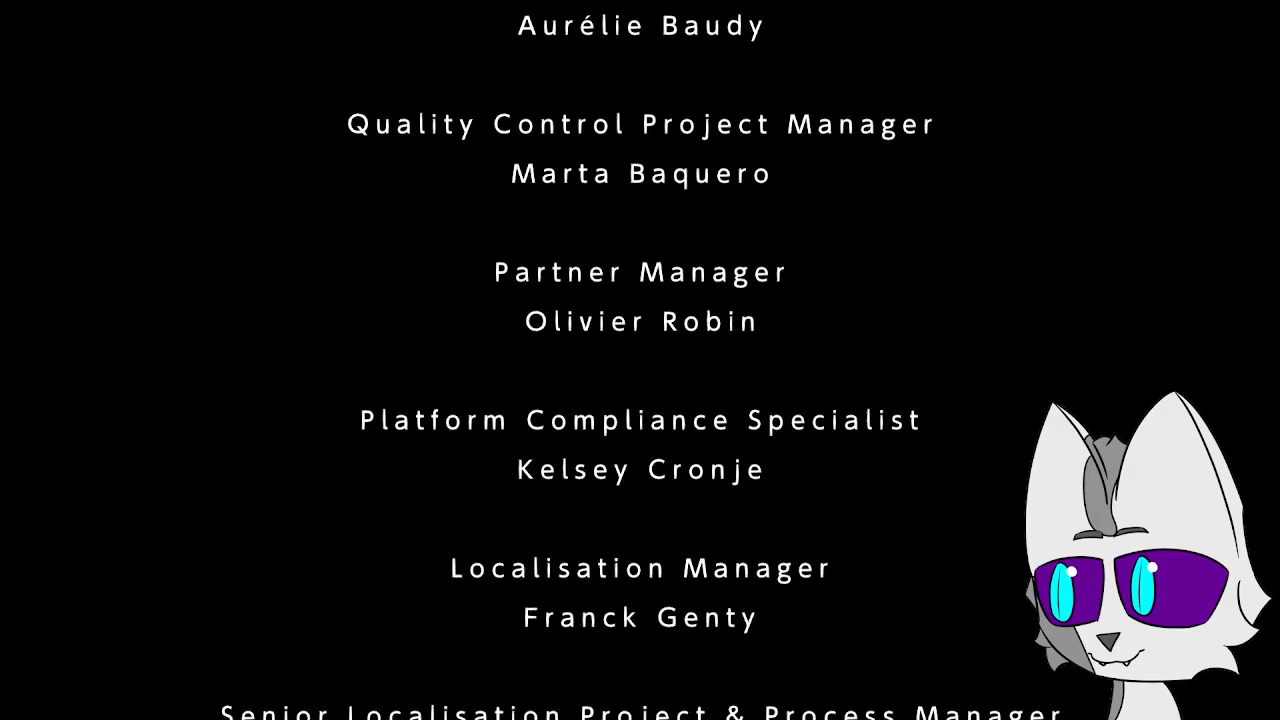 Aurélie Baudy
Quality Control Project Manager
Marta Baquero
Partner Manager
Olivier Robin
Platform Compliance Specialist
Kelsey Cronje
Localisation Manager
Franck Genty
Senior Localisation Project & Process Manager